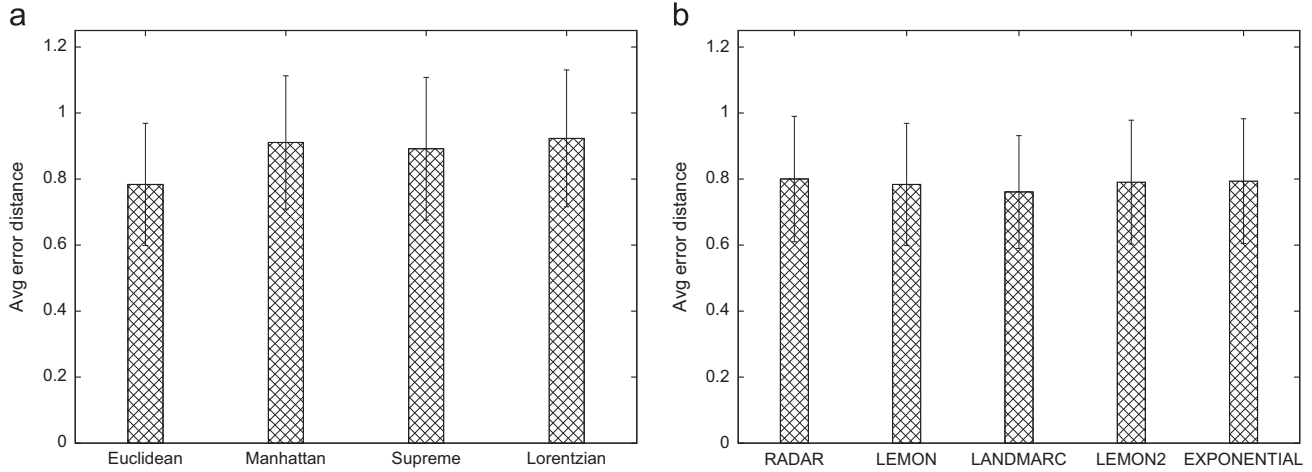 a
1.2
1
0.8
0.6
0.4
0.2
0
Avg error distance
Euclidean Manhattan Supreme Lorentzian
b
1.2
1
0.8
0.6
0.4
0.2
0
Avg error distance
RADAR LEMON LANDMARC LEMON2 EXPONENTIAL